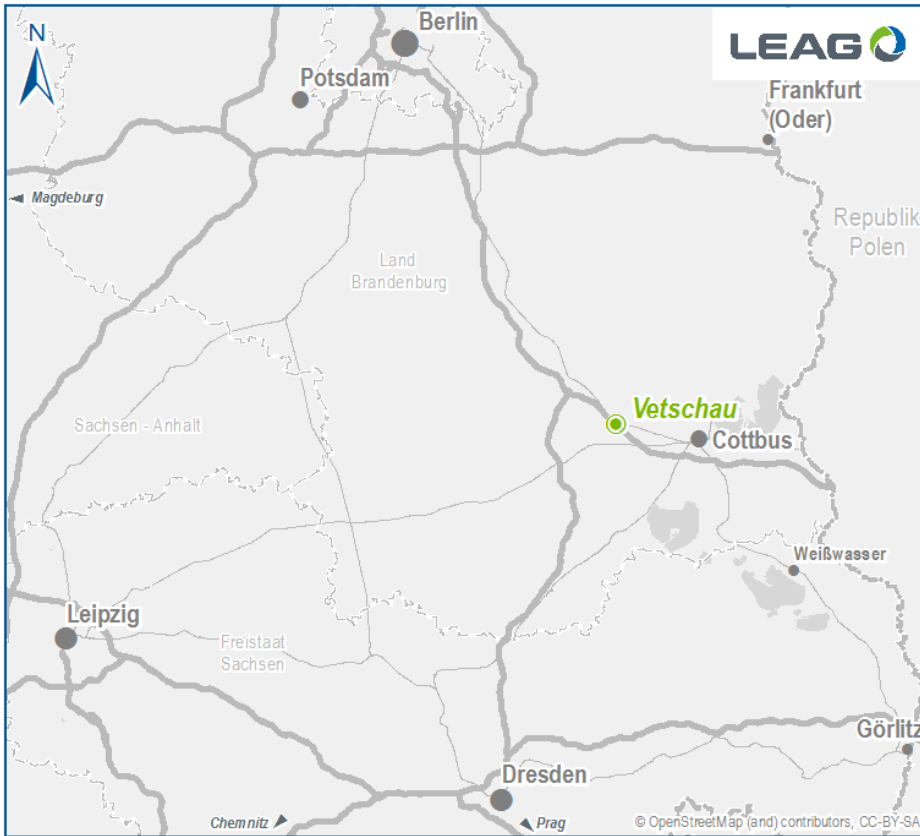 N
Berlin
LEAG
Potsdam
Frankfurt
(Oder)
Magdeburg
Republik
Polen
Land
Brandenburg
Vetschau
Sachsen - Anhalt
Cottbus
Weißwasser
Leipzig
Freistaat
Sachsen
Görlitz
Dresden
Chemnitz
Prag
© OpenStreetMap (and) contributors, CC-BY-SA